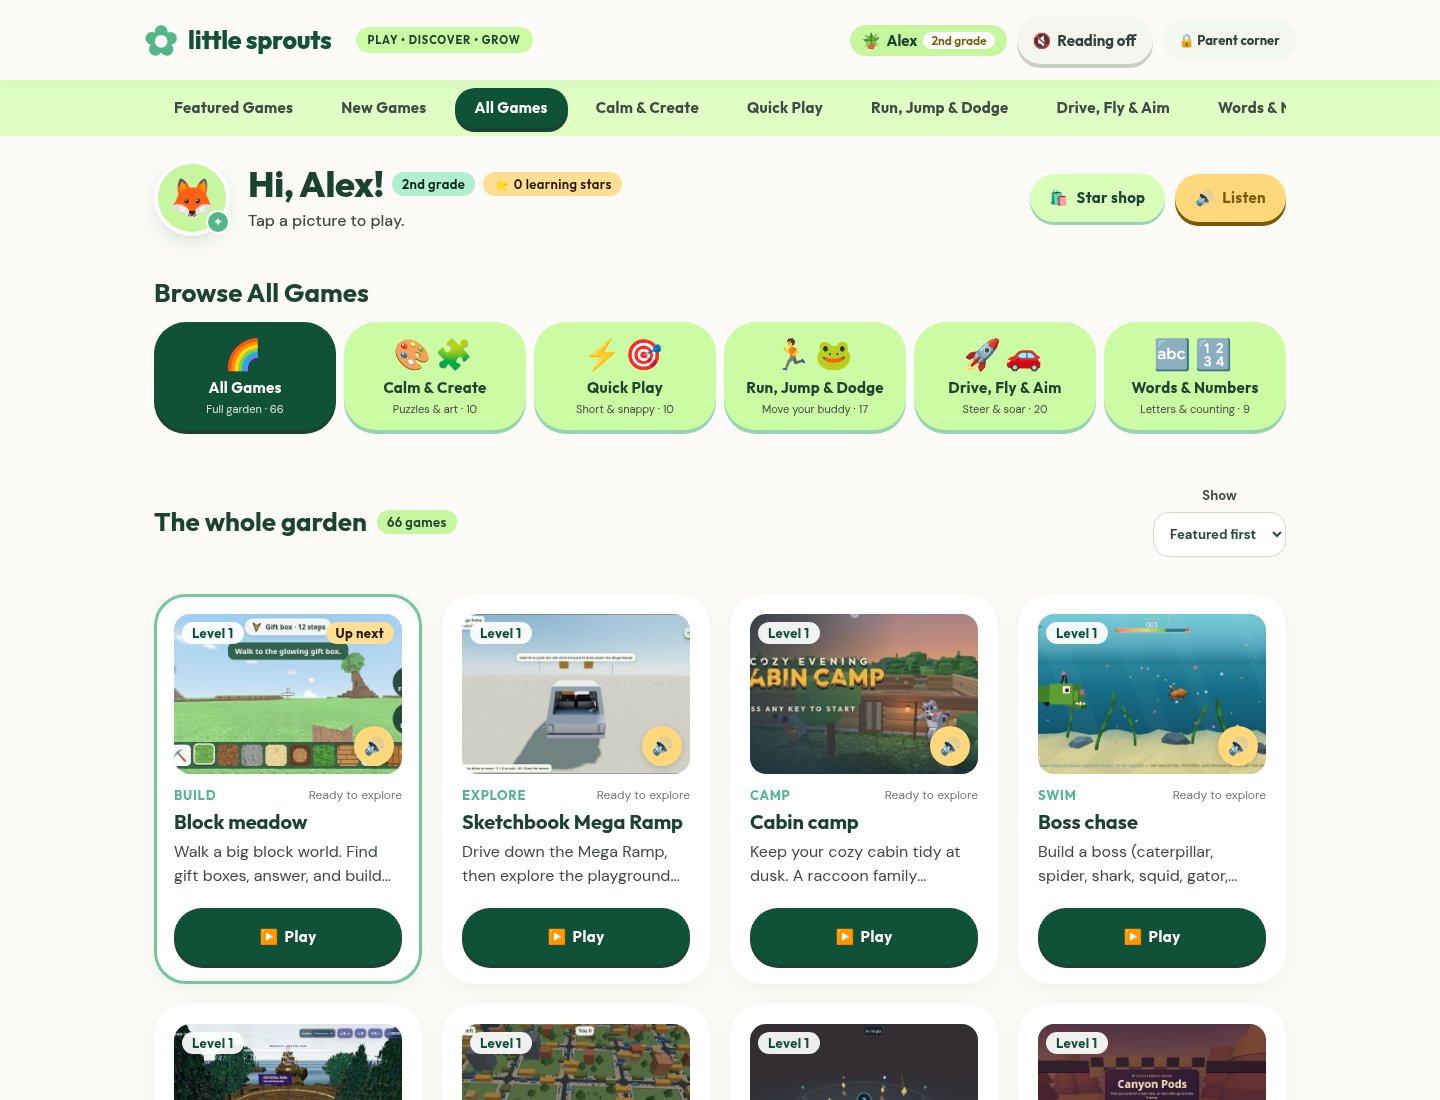 little sprouts
PLAY • DISCOVER • GROW
Alex 2nd grade
Reading off
Parent corner
Featured Games
New Games
All Games
Calm & Create
Quick Play
Run, Jump & Dodge
Drive, Fly & Aim
Words &
Hi, Alex!
2nd grade
0 learning stars
Tap a picture to play.
Star shop
Listen
Browse All Games
All Games
Full garden · 66
Calm & Create
Puzzles & art · 10
Quick Play
Short & snappy · 10
Run, Jump & Dodge
Move your buddy · 17
Drive, Fly & Aim
Steer & soar · 20
Words & Numbers
Letters & counting · 9
The whole garden
66 games
Show
Featured first
Level 1
Gift box · 12 steps
Up next
Walk to the glowing gift box.
BUILD
Ready to explore
Block meadow
Walk a big block world. Find
gift boxes, answer, and build...
Play
Level 1
EXPLORE
Ready to explore
Sketchbook Mega Ramp
Drive down the Mega Ramp,
then explore the playground...
Play
Level 1
COZY EVENING
CABIN CAMP
SS ANY KEY TO START
CAMP
Ready to explore
Cabin camp
Keep your cozy cabin tidy at
dusk. A raccoon family...
Play
Level 1
001
SWIM
Ready to explore
Boss chase
Build a boss (caterpillar,
spider, shark, squid, gator,...
Play
Level 1
Level 1
Level 1
Level 1
Canyon Pods